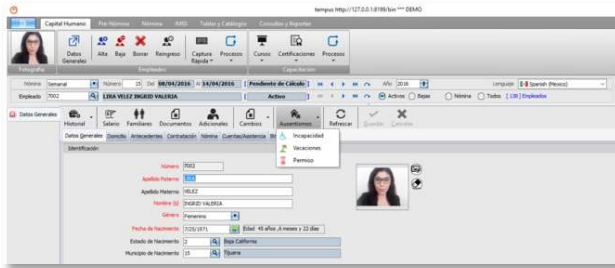 tempus http://127.0.0.1:8199/bin *** DEMO
Capital Humano Pre-Nómina Nómina IMSS Tablas y Catálogos Consultas y Reportes
Datos Generales Alta Baja Borrar Reingreso Captura Rápida Procesos Cursos Certificaciones Procesos
Fotografía Empleados Capacitación
Nómina Semanal Número 15 Del 08/04/2016 Al 14/04/2016 [ Pendiente de Cálculo ] Año 2016 Lenguaje Spanish (Mexico)
Empleado 7002 LIRA VELEZ INGRID VALERIA [ Activo ] Activos Bajas Nómina Todos [ 138 ] Empleados
Datos Generales Historial Salario Familiares Documentos Adicionales Cambios Ausentismos Refrescar Guardar Cancelar
Datos Generales Domicilio Antecedentes Contratación Nómina Cuentas/Asistencia
Incapacidad
Vacaciones
Permiso
Identificación
Número 7002
Apellido Paterno LIRA
Apellido Materno VELEZ
Nombre (s) INGRID VALERIA
Género Femenino
Fecha de Nacimiento 7/25/1971 Edad 45 años ,0 meses y 22 días
Estado de Nacimiento 2 Baja California
Municipio de Nacimiento 15 Tijuana